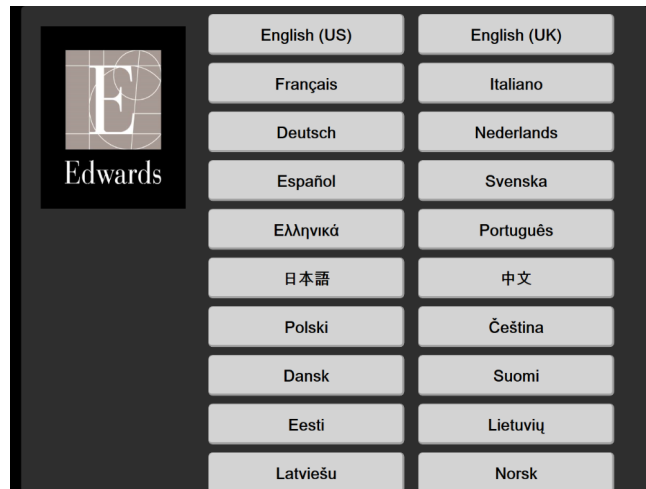 E
Edwards
English (US) English (UK)
Français Italiano
Deutsch Nederlands
Español Svenska
Ελληνικά Português
日本語 中文
Polski Čeština
Dansk Suomi
Eesti Lietuvių
Latviešu Norsk